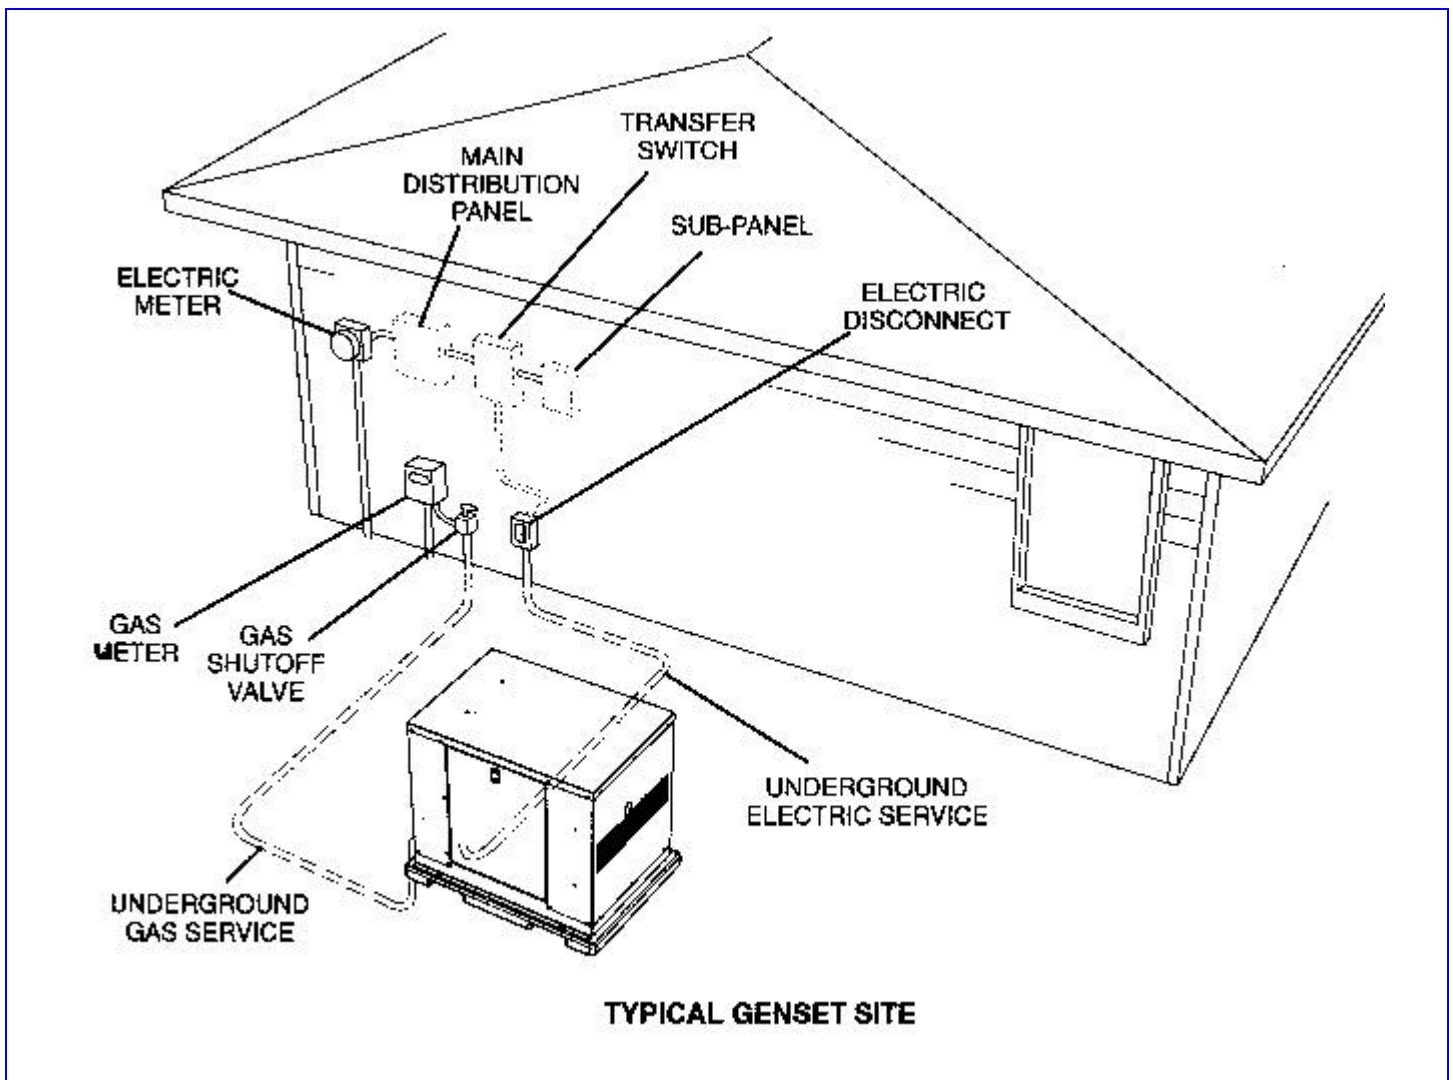 TRANSFER
SWITCH
MAIN
DISTRIBUTION
PANEL
SUB-PANEL
ELECTRIC
METER
ELECTRIC
DISCONNECT
GAS
METER
GAS
SHUTOFF
VALVE
UNDERGROUND
ELECTRIC SERVICE
UNDERGROUND
GAS SERVICE
TYPICAL GENSET SITE